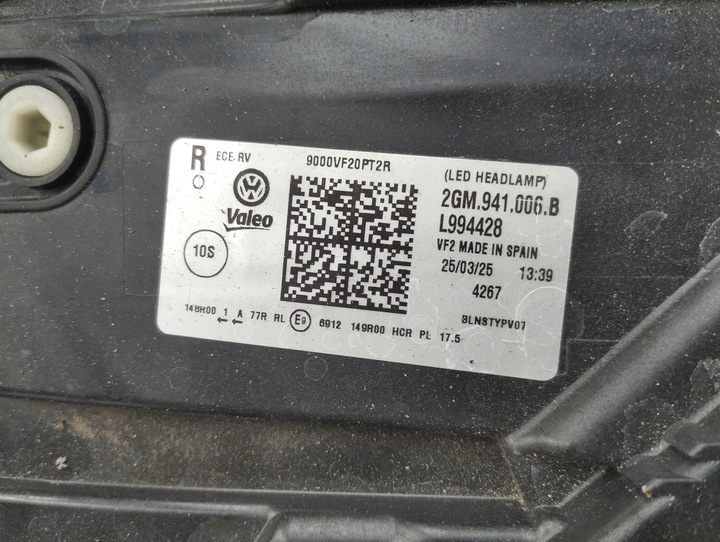 R ECE.RV 9000VF20PT2R (LED HEADLAMP)
Valeo 2GM.941.006.B
L994428
10S VF2 MADE IN SPAIN
25/03/25 13:39
4267
148R00 1 A 77R RL E9 6912 149R00 HCR PL 17.5 BLNSTYPV07